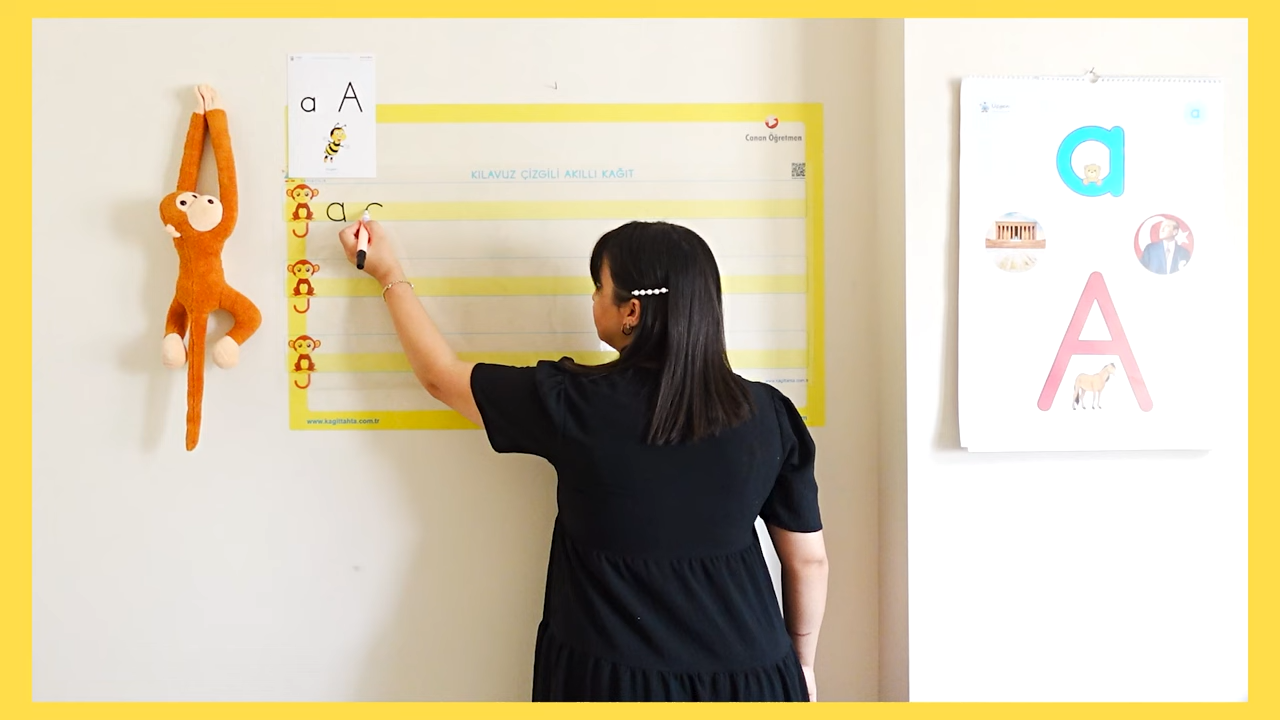 a A
Canan Öğretmen
KILAVUZ ÇİZGİLİ AKILLI KAĞIT
a
www.kagittahta.com.tr
a
a
A